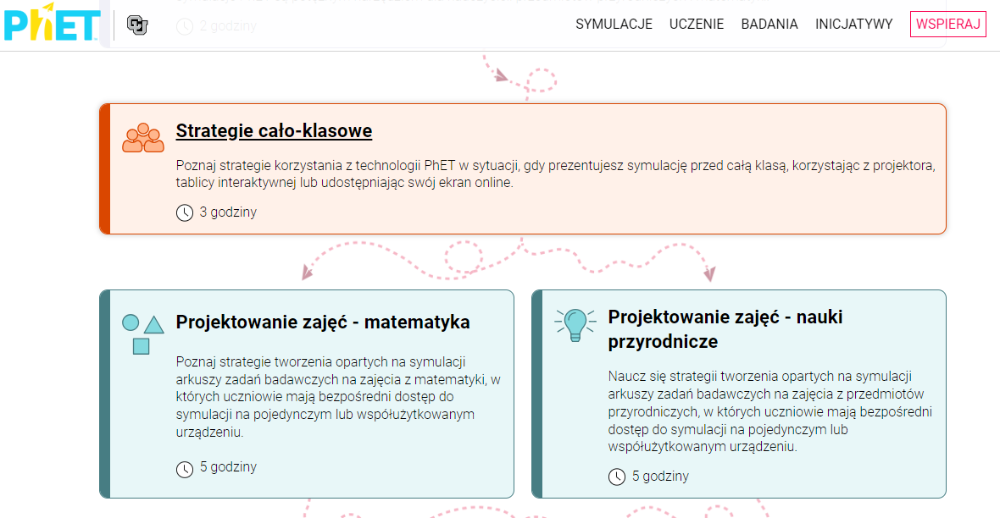 PhET
CU
SYMULACJE UCZENIE BADANIA INICJATYWY WSPIERAJ
2 godziny
Strategie cało-klasowe
Poznaj strategie korzystania z technologii PhET w sytuacji, gdy prezentujesz symulację przed całą klasą, korzystając z projektora,
tablicy interaktywnej lub udostępniając swój ekran online.
3 godziny
Projektowanie zajęć - matematyka
Poznaj strategie tworzenia opartych na symulacji
arkuszy zadań badawczych na zajęcia z matematyki, w
których uczniowie mają bezpośredni dostęp do
symulacji na pojedynczym lub współużytkowanym
urządzeniu.
5 godziny
Projektowanie zajęć - nauki
przyrodnicze
Naucz się strategii tworzenia opartych na symulacji
arkuszy zadań badawczych na zajęcia z przedmiotów
przyrodniczych, w których uczniowie mają bezpośredni
dostęp do symulacji na pojedynczym lub
współużytkowanym urządzeniu.
5 godziny